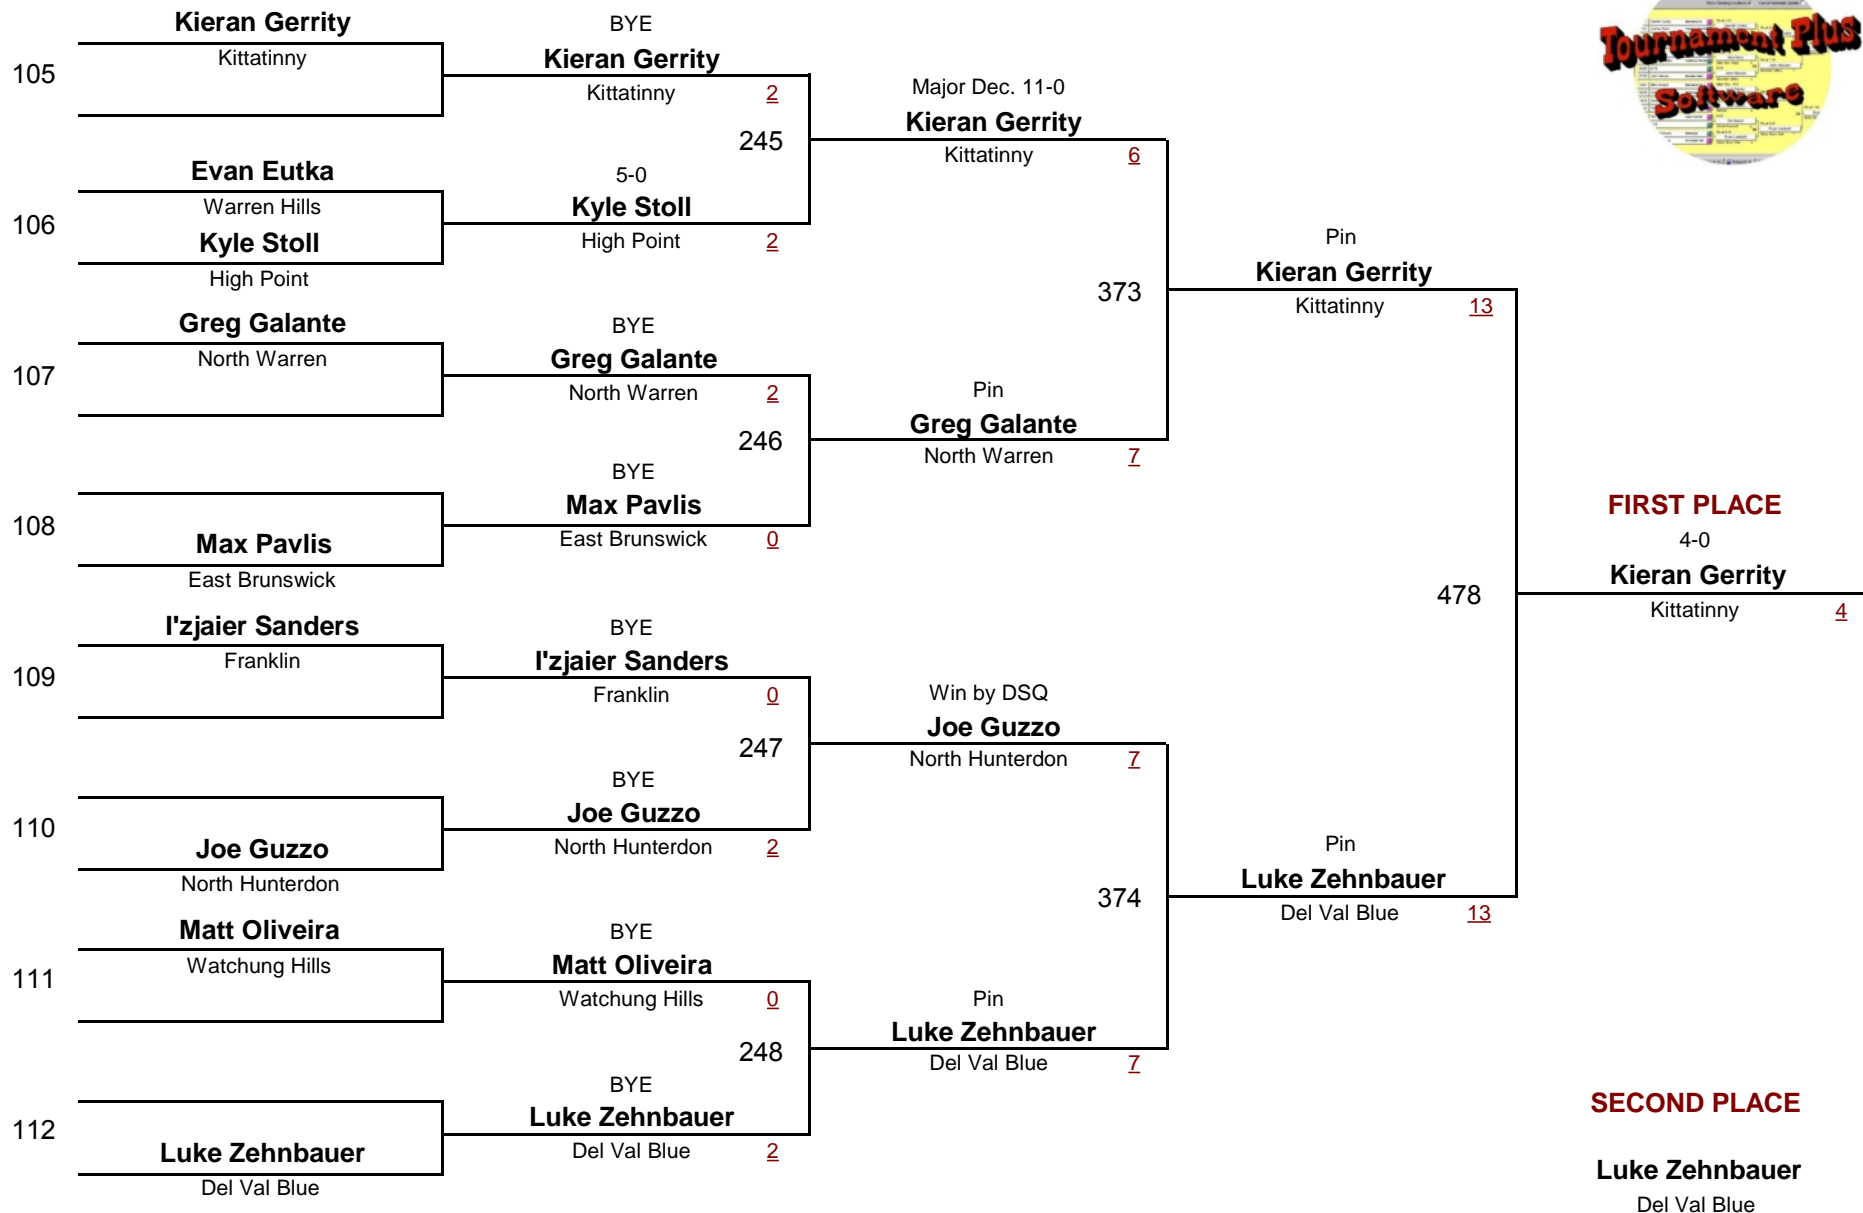 Kieran Gerrity
Kittatinny
105
Evan Eutka
Warren Hills
106
Kyle Stoll
High Point
Greg Galante
North Warren
107
108
Max Pavlis
East Brunswick
I'zjaier Sanders
Franklin
109
110
Joe Guzzo
North Hunterdon
Matt Oliveira
Watchung Hills
111
112
Luke Zehnbauer
Del Val Blue
BYE
Kieran Gerrity
Kittatinny 2
245
5-0
Kyle Stoll
High Point 2
BYE
Greg Galante
North Warren 2
246
BYE
Max Pavlis
East Brunswick 0
BYE
I'zjaier Sanders
Franklin 0
247
BYE
Joe Guzzo
North Hunterdon 2
BYE
Matt Oliveira
Watchung Hills 0
248
BYE
Luke Zehnbauer
Del Val Blue 2
Major Dec. 11-0
Kieran Gerrity
Kittatinny 6
373
Pin
Greg Galante
North Warren 7
Win by DSQ
Joe Guzzo
North Hunterdon 7
374
Pin
Luke Zehnbauer
Del Val Blue 7
Pin
Kieran Gerrity
Kittatinny 13
478
Pin
Luke Zehnbauer
Del Val Blue 13
Tournament Plus
Software
FIRST PLACE
4-0
Kieran Gerrity
Kittatinny 4
SECOND PLACE
Luke Zehnbauer
Del Val Blue